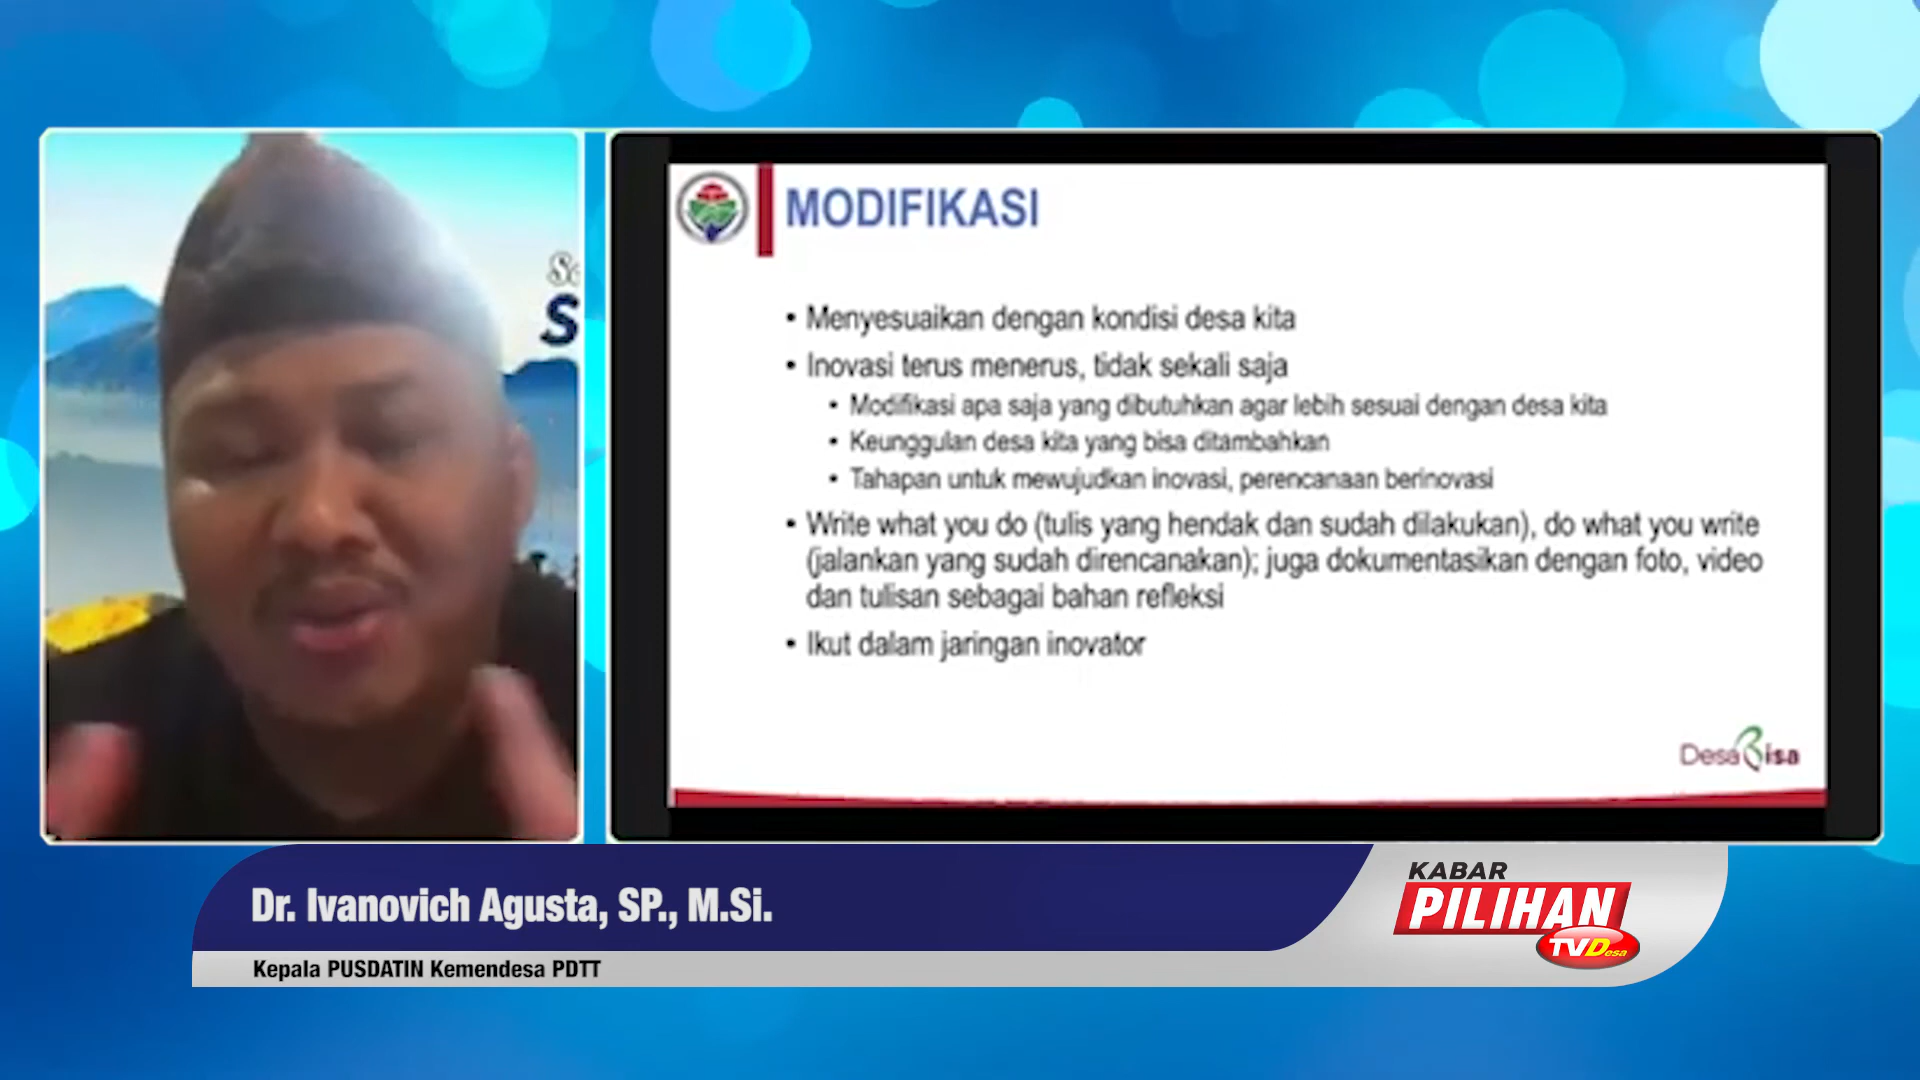 S
MODIFIKASI
• Menyesuaikan dengan kondisi desa kita
• Inovasi terus menerus, tidak sekali saja
• Modifikasi apa saja yang dibutuhkan agar lebih sesuai dengan desa kita
• Keunggulan desa kita yang bisa ditambahkan
• Tahapan untuk mewujudkan inovasi, perencanaan berinovasi
• Write what you do (tulis yang hendak dan sudah dilakukan), do what you write
(jalankan yang sudah direncanakan); juga dokumentasikan dengan foto, video
dan tulisan sebagai bahan refleksi
• Ikut dalam jaringan inovator
DesaBisa
Dr. Ivanovich Agusta, SP., M.Si.
Kepala PUSDATIN Kemendesa PDTT
KABAR
PILIHAN
TVDesa